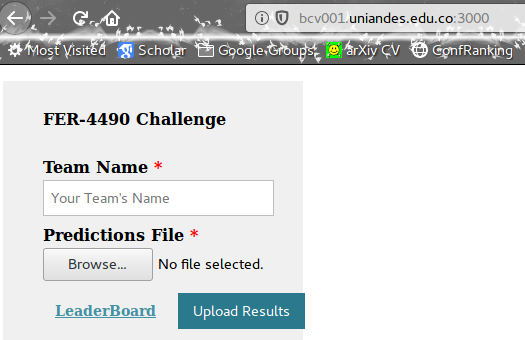 bcv001.uniandes.edu.co:3000
Most Visited Scholar Google Groups arXiv CV ConfRanking
FER-4490 Challenge
Team Name *
Your Team's Name
Predictions File *
Browse... No file selected.
LeaderBoard Upload Results